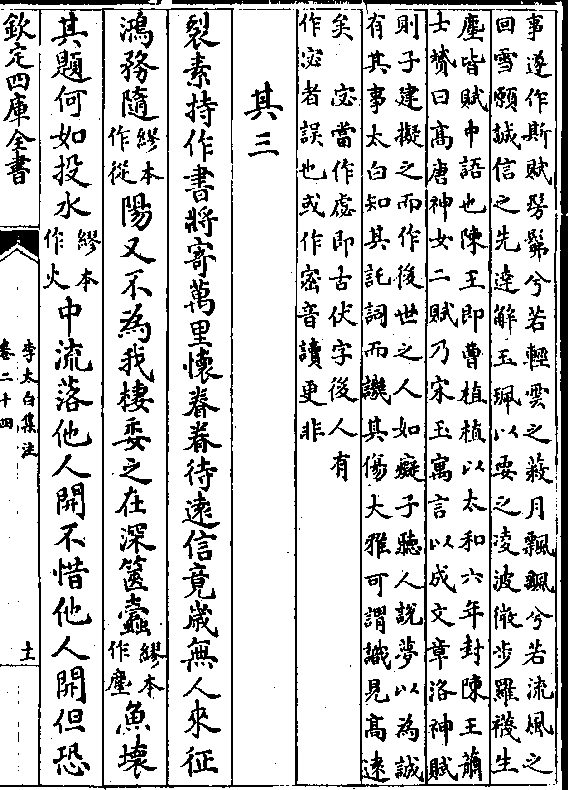 事遂作斯賦髣髴兮若輕雲之蔽月飄飄兮若流風之
回雪願誠信之先達解玉珮以要之凌波微步羅襪生
塵皆賦中語也陳王即曹植植以太和六年封陳王蕭
士贇曰高唐神女二賦乃宋玉寓言以成文章洛神賦
則子建擬之而作後世之人如癡子聽人說夢以為誠
有其事太白知其託詞而譏其傷大雅可謂識見高遠
矣 宓當作虙即古伏字後人有
作宓者誤也或作密音讀更非
其三
裂素持作書將寄萬里懷眷眷待遠信竟歲無人來征
鴻務隨繆本作從陽又不為我棲委之在深篋蠹繆本作塵魚壞
其題何如投水繆本作火中流落他人開不惜他人開但恐
欽定四庫全書
李太白集注
卷二十四
十一